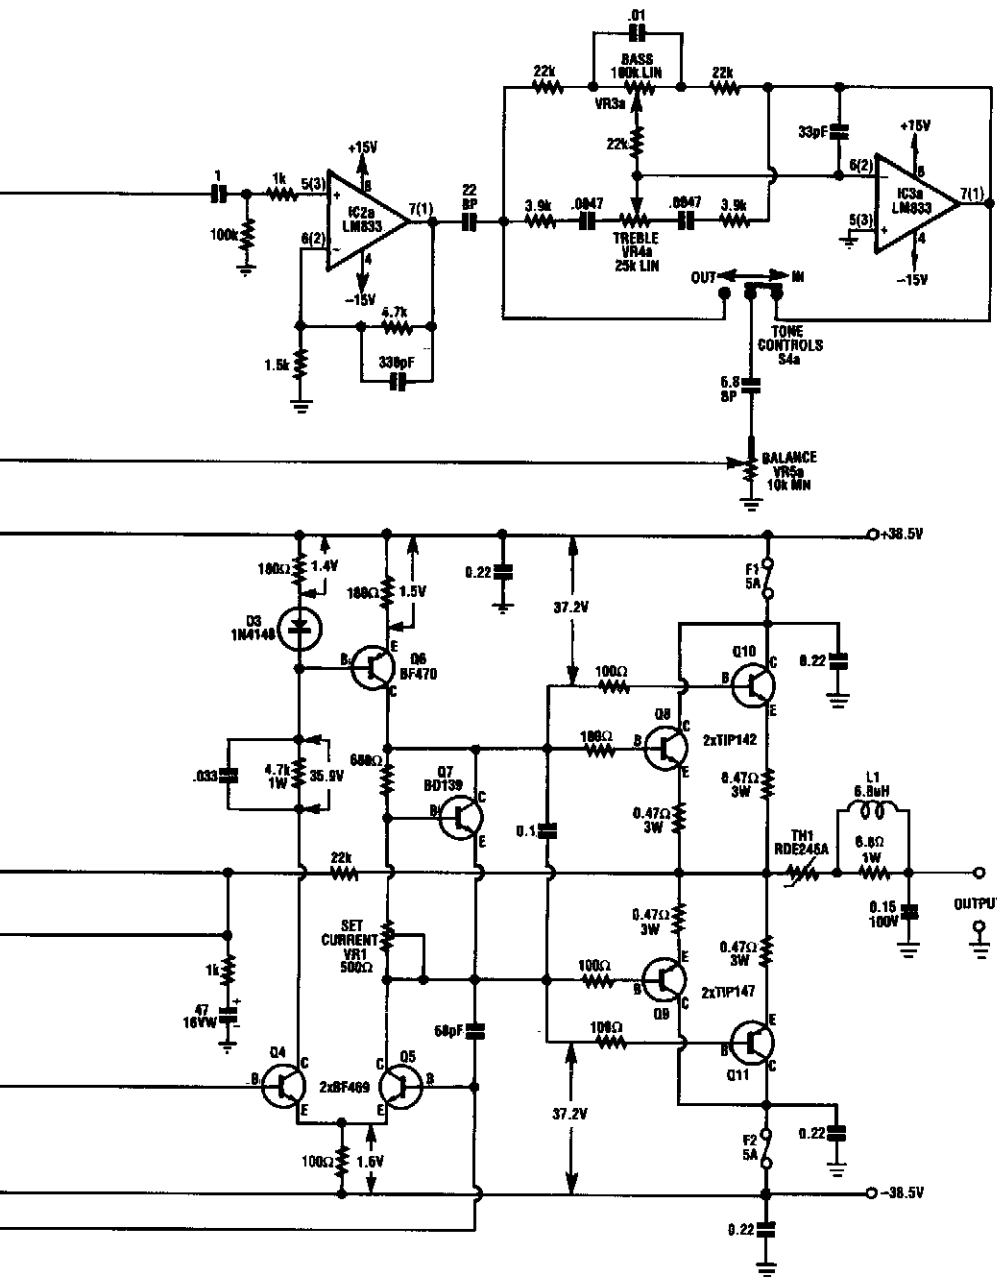 .01
BASS
100k LIN
22k
22k
VR3a
22k
33pF
+15V
8
6(2)
−
IC3a
LM833
7(1)
5(3)
+
4
−15V
1
1k
100k
+15V
8
5(3)
+
IC2a
LM833
7(1)
6(2)
−
4
−15V
22
BP
3.9k
.0047
.0047
3.9k
TREBLE
VR4a
25k LIN
OUT
IN
TONE
CONTROLS
S4a
4.7k
330pF
1.5k
6.8
BP
BALANCE
VR5a
10k MN
+38.5V
180Ω
1.4V
180Ω
1.5V
0.22
37.2V
F1
5A
D3
1N4148
B
E
Q6
BF470
C
100Ω
B
Q10
C
E
0.22
Q8
100Ω
B
C
E
2xTIP142
.033
4.7k
1W
35.9V
680Ω
Q7
BD139
B
C
E
0.1
0.47Ω
3W
0.47Ω
3W
L1
6.8uH
TH1
RDE245A
6.8Ω
1W
22k
0.15
100V
OUTPUT
SET
CURRENT
VR1
500Ω
0.47Ω
3W
0.47Ω
3W
1k
47
16VW
+
−
100Ω
B
E
C
Q9
2xTIP147
68pF
100Ω
B
E
C
Q11
Q4
B
C
E
2xBF469
C
Q5
B
E
37.2V
100Ω
1.6V
F2
5A
0.22
−38.5V
0.22